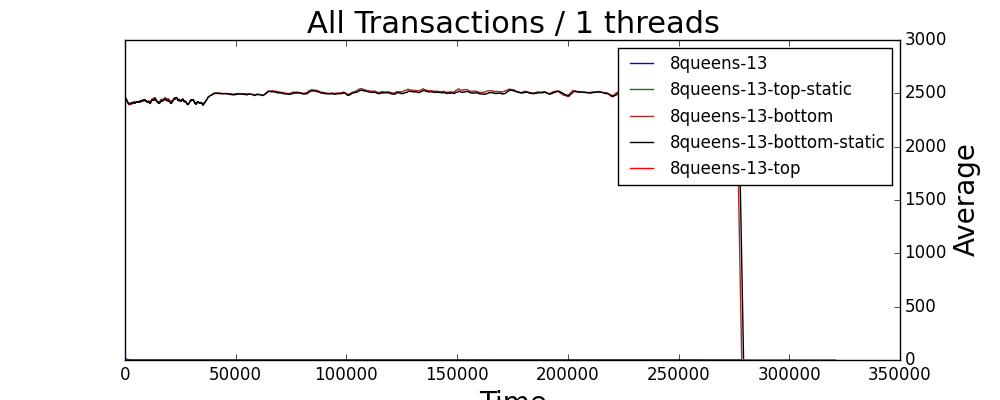 All Transactions / 1 threads
8queens-13
8queens-13-top-static
8queens-13-bottom
8queens-13-bottom-static
8queens-13-top
3000
2500
2000
1500
1000
500
0
Average
0 50000 100000 150000 200000 250000 300000 350000
Time